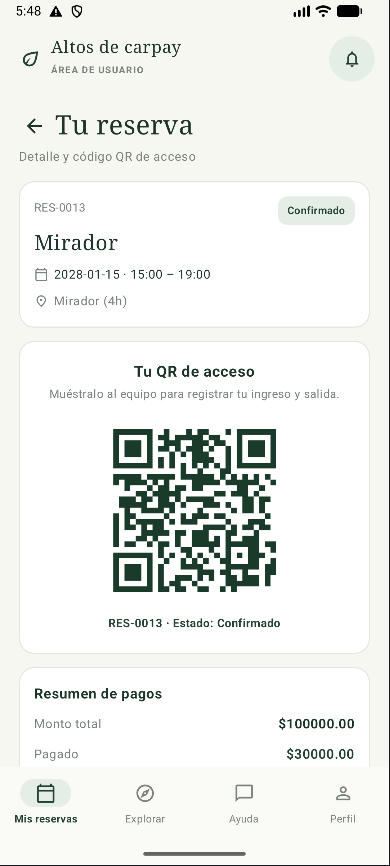 5:48
Altos de carpay
ÁREA DE USUARIO
Tu reserva
Detalle y código QR de acceso
RES-0013
Confirmado
Mirador
2028-01-15 · 15:00 – 19:00
Mirador (4h)
Tu QR de acceso
Muéstralo al equipo para registrar tu ingreso y salida.
RES-0013 · Estado: Confirmado
Resumen de pagos
Monto total $100000.00
Pagado $30000.00
Mis reservas Explorar Ayuda Perfil